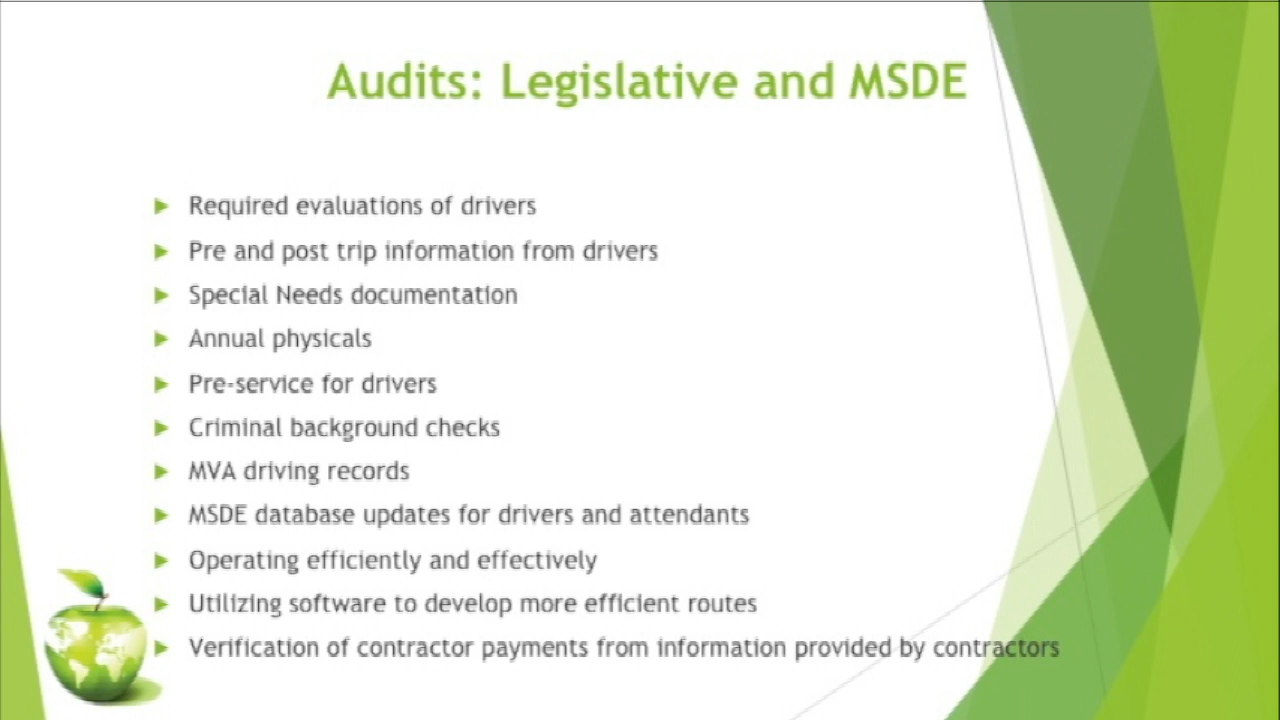 Audits: Legislative and MSDE
Required evaluations of drivers
Pre and post trip information from drivers
Special Needs documentation
Annual physicals
Pre-service for drivers
Criminal background checks
MVA driving records
MSDE database updates for drivers and attendants
Operating efficiently and effectively
Utilizing software to develop more efficient routes
Verification of contractor payments from information provided by contractors